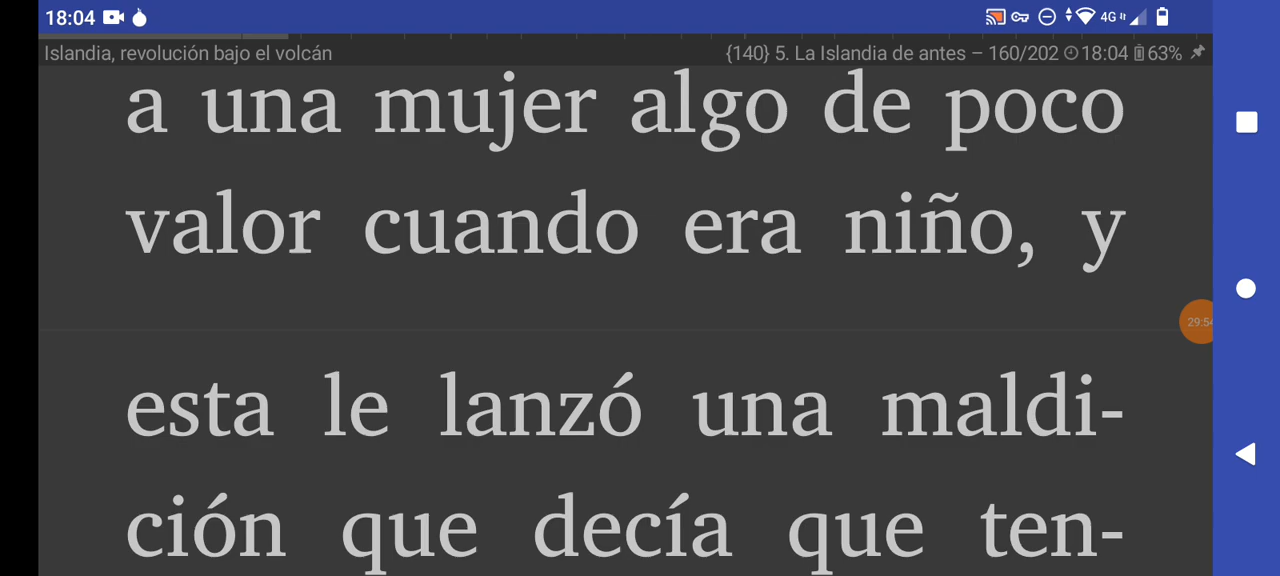 18:04 4G
Islandia, revolución bajo el volcán {140} 5. La Islandia de antes – 160/202 18:04 63%
a una mujer algo de poco
valor cuando era niño, y
29:54
esta le lanzó una maldi-
ción que decía que ten-